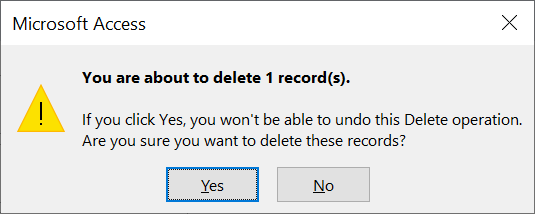 Microsoft Access
You are about to delete 1 record(s).
If you click Yes, you won't be able to undo this Delete operation.
Are you sure you want to delete these records?
Yes
No